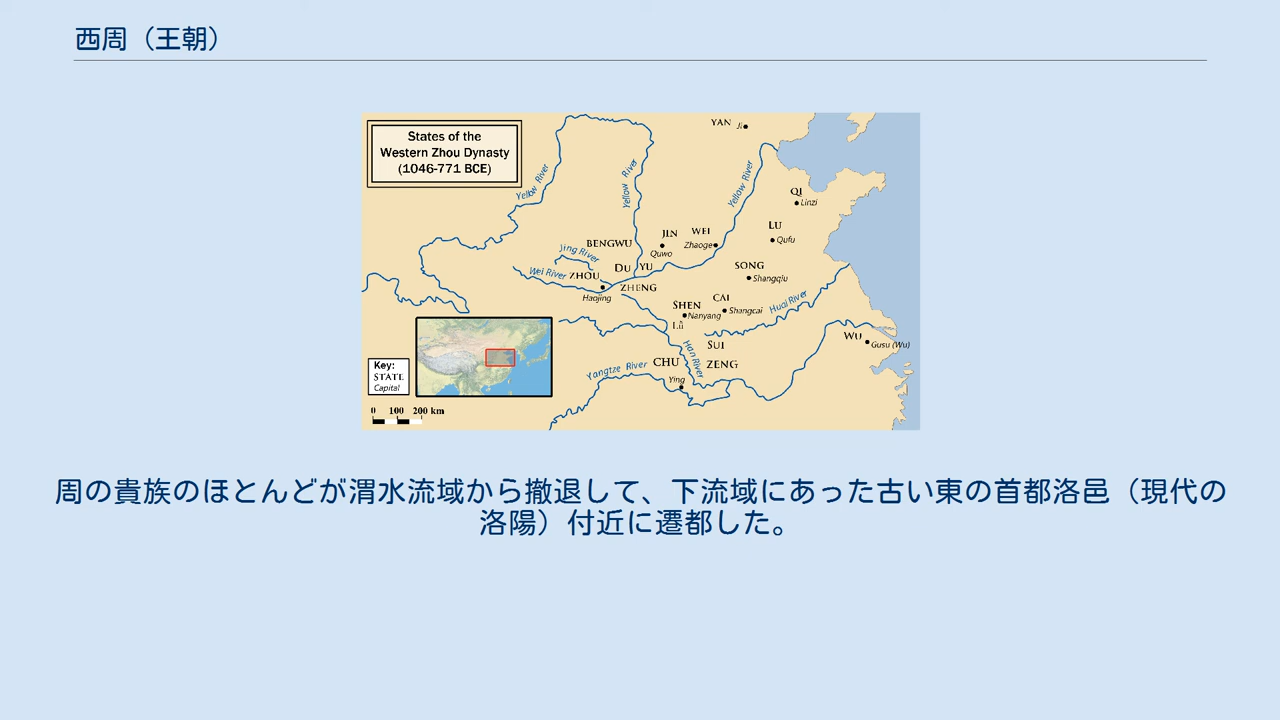 西周（王朝）
States of the
Western Zhou Dynasty
(1046-771 BCE)
YAN Ji
Yellow River
Yellow River
Yellow River
QI
Linzi
LU
Qufu
JIN
Quwo
WEI
Zhaoge
BENGWU
Jing River
Wei River
ZHOU
Haojing
DU
YU
ZHENG
SONG
Shangqiu
SHEN
Nanyang
CAI
Shangcai
Huai River
LÜ
WU
Gusu (Wu)
SUI
Han River
CHU
ZENG
Yangtze River
Ying
Key:
STATE
Capital
0 100 200 km
周の貴族のほとんどが渭水流域から撤退して、下流域にあった古い東の首都洛邑（現代の
洛陽）付近に遷都した。